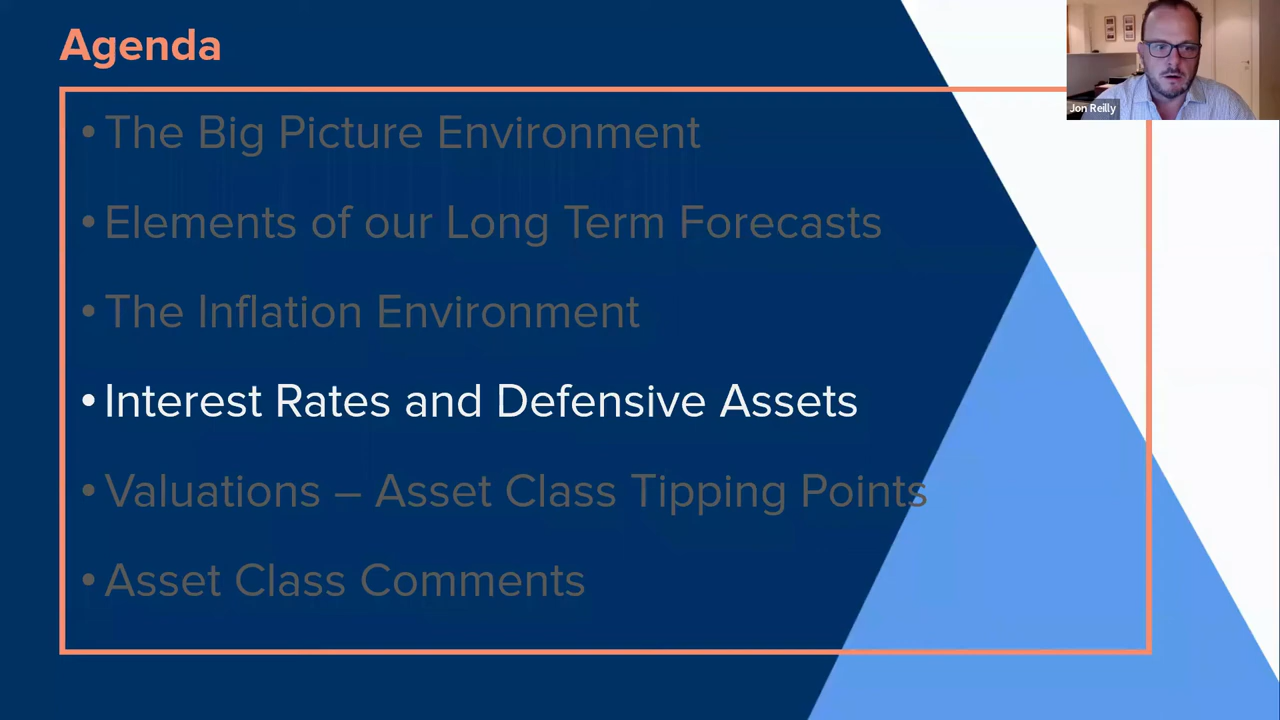 Agenda
• The Big Picture Environment
• Elements of our Long Term Forecasts
• The Inflation Environment
• Interest Rates and Defensive Assets
• Valuations – Asset Class Tipping Points
• Asset Class Comments
Jon Reilly